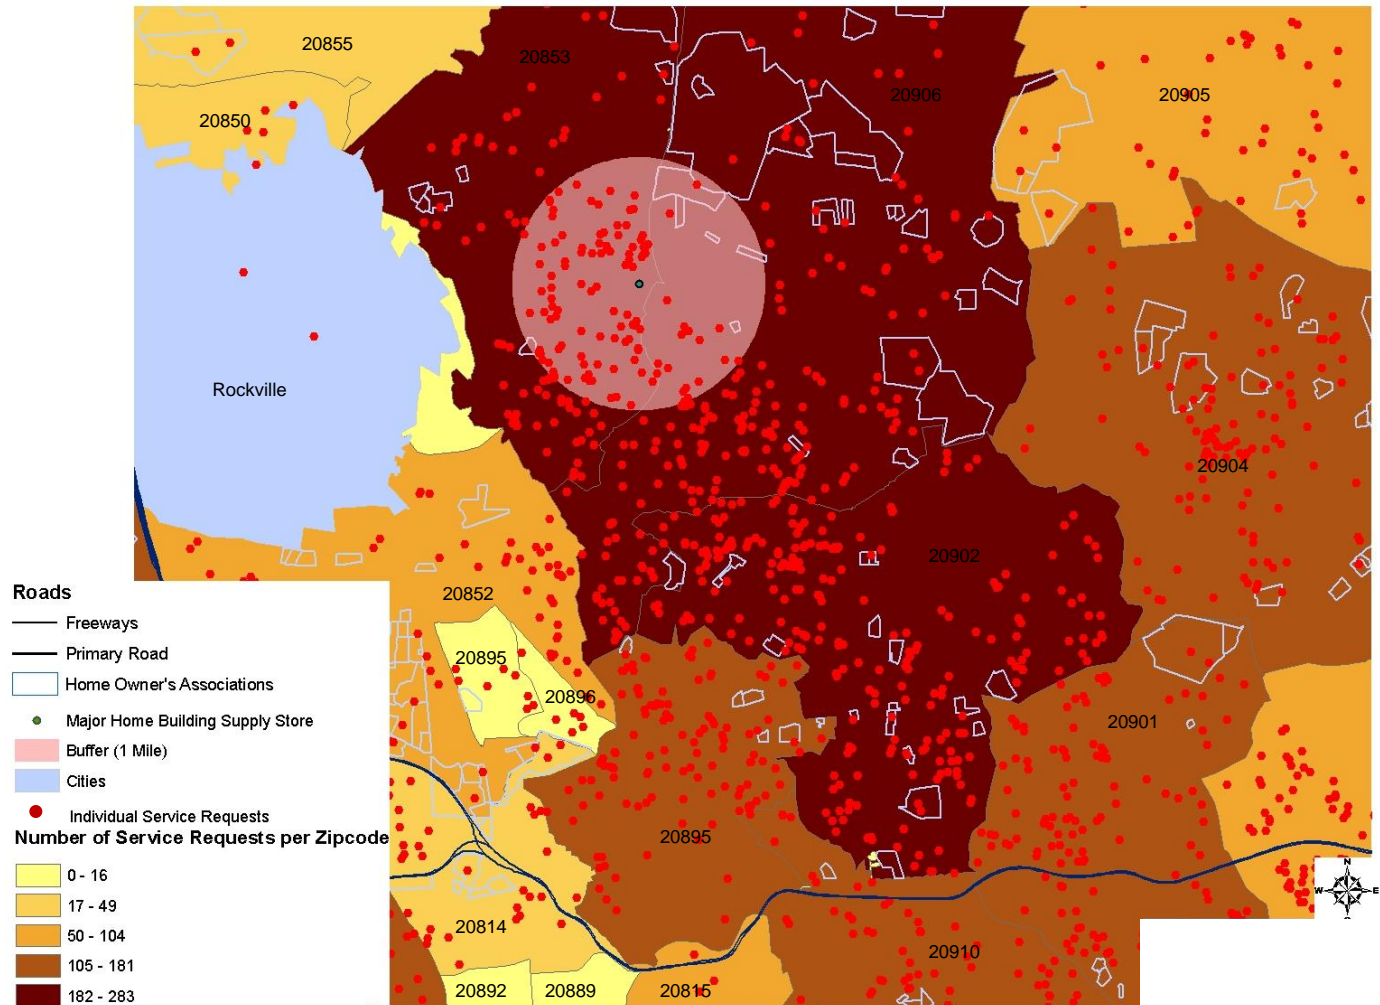 20855
20853
20906
20905
20850
Rockville
20904
20902
20852
20895
20896
20901
20895
20814
20910
20892
20889
20815
Roads
Freeways
Primary Road
Home Owner's Associations
Major Home Building Supply Store
Buffer (1 Mile)
Cities
Individual Service Requests
Number of Service Requests per Zipcode
0 - 16
17 - 49
50 - 104
105 - 181
182 - 283
N
W
E